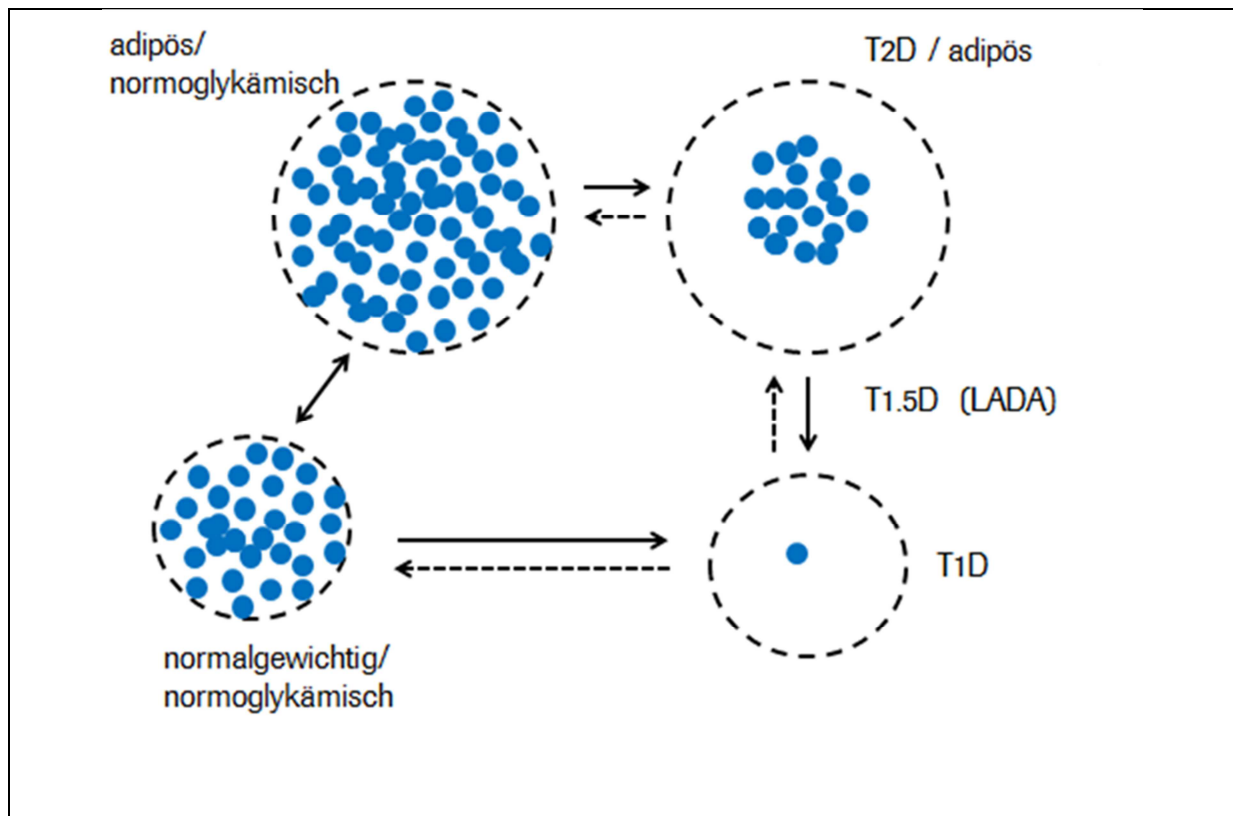 adipös/
normoglykämisch
T2D / adipös
T1.5D (LADA)
T1D
normalgewichtig/
normoglykämisch